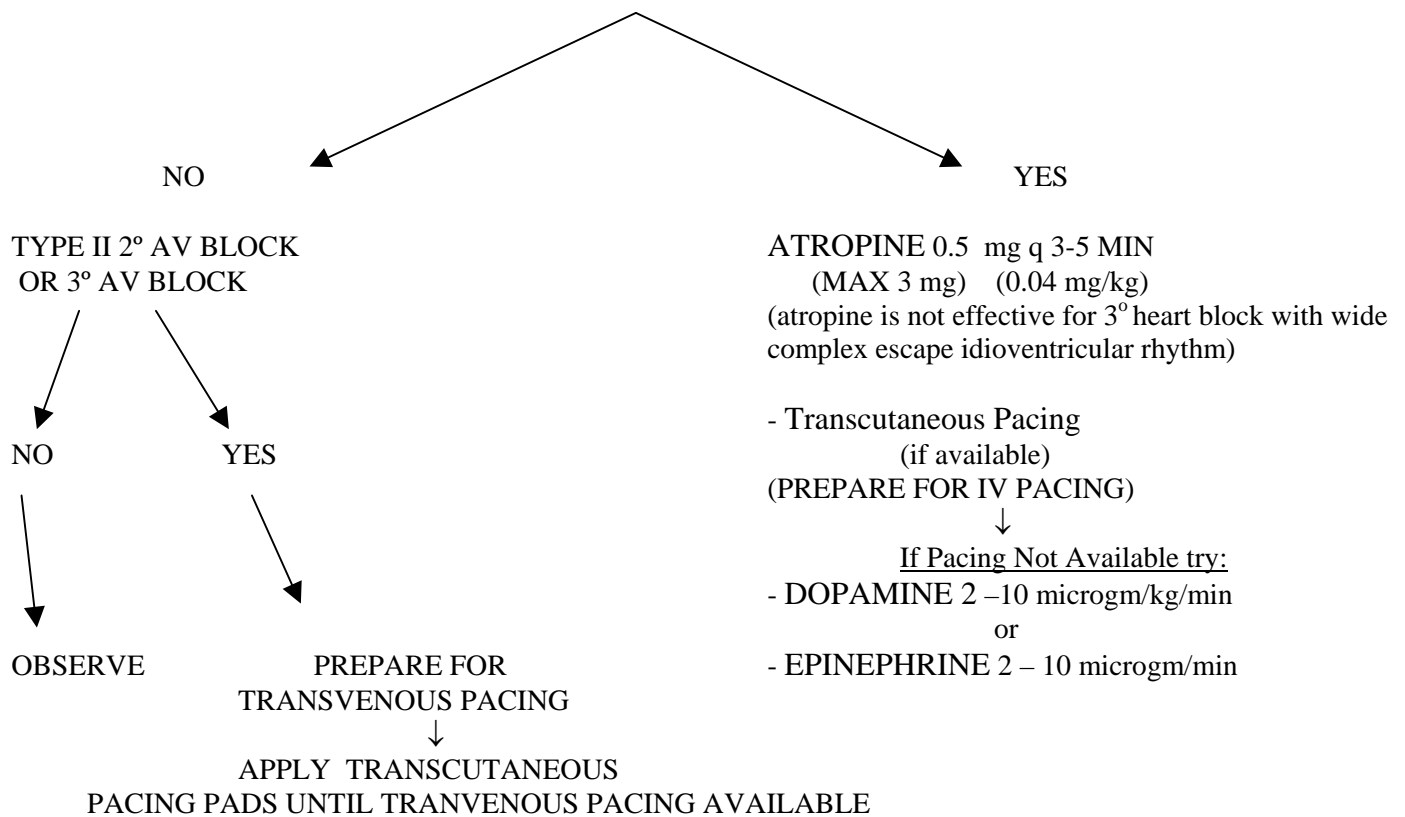 NO
TYPE II 2º AV BLOCK
OR 3º AV BLOCK
NO YES
OBSERVE
PREPARE FOR
TRANSVENOUS PACING
↓
APPLY TRANSCUTANEOUS
PACING PADS UNTIL TRANVENOUS PACING AVAILABLE
YES
ATROPINE 0.5 mg q 3-5 MIN
(MAX 3 mg) (0.04 mg/kg)
(atropine is not effective for 3º heart block with wide
complex escape idioventricular rhythm)
- Transcutaneous Pacing
(if available)
(PREPARE FOR IV PACING)
↓
If Pacing Not Available try:
- DOPAMINE 2 –10 microgm/kg/min
or
- EPINEPHRINE 2 – 10 microgm/min